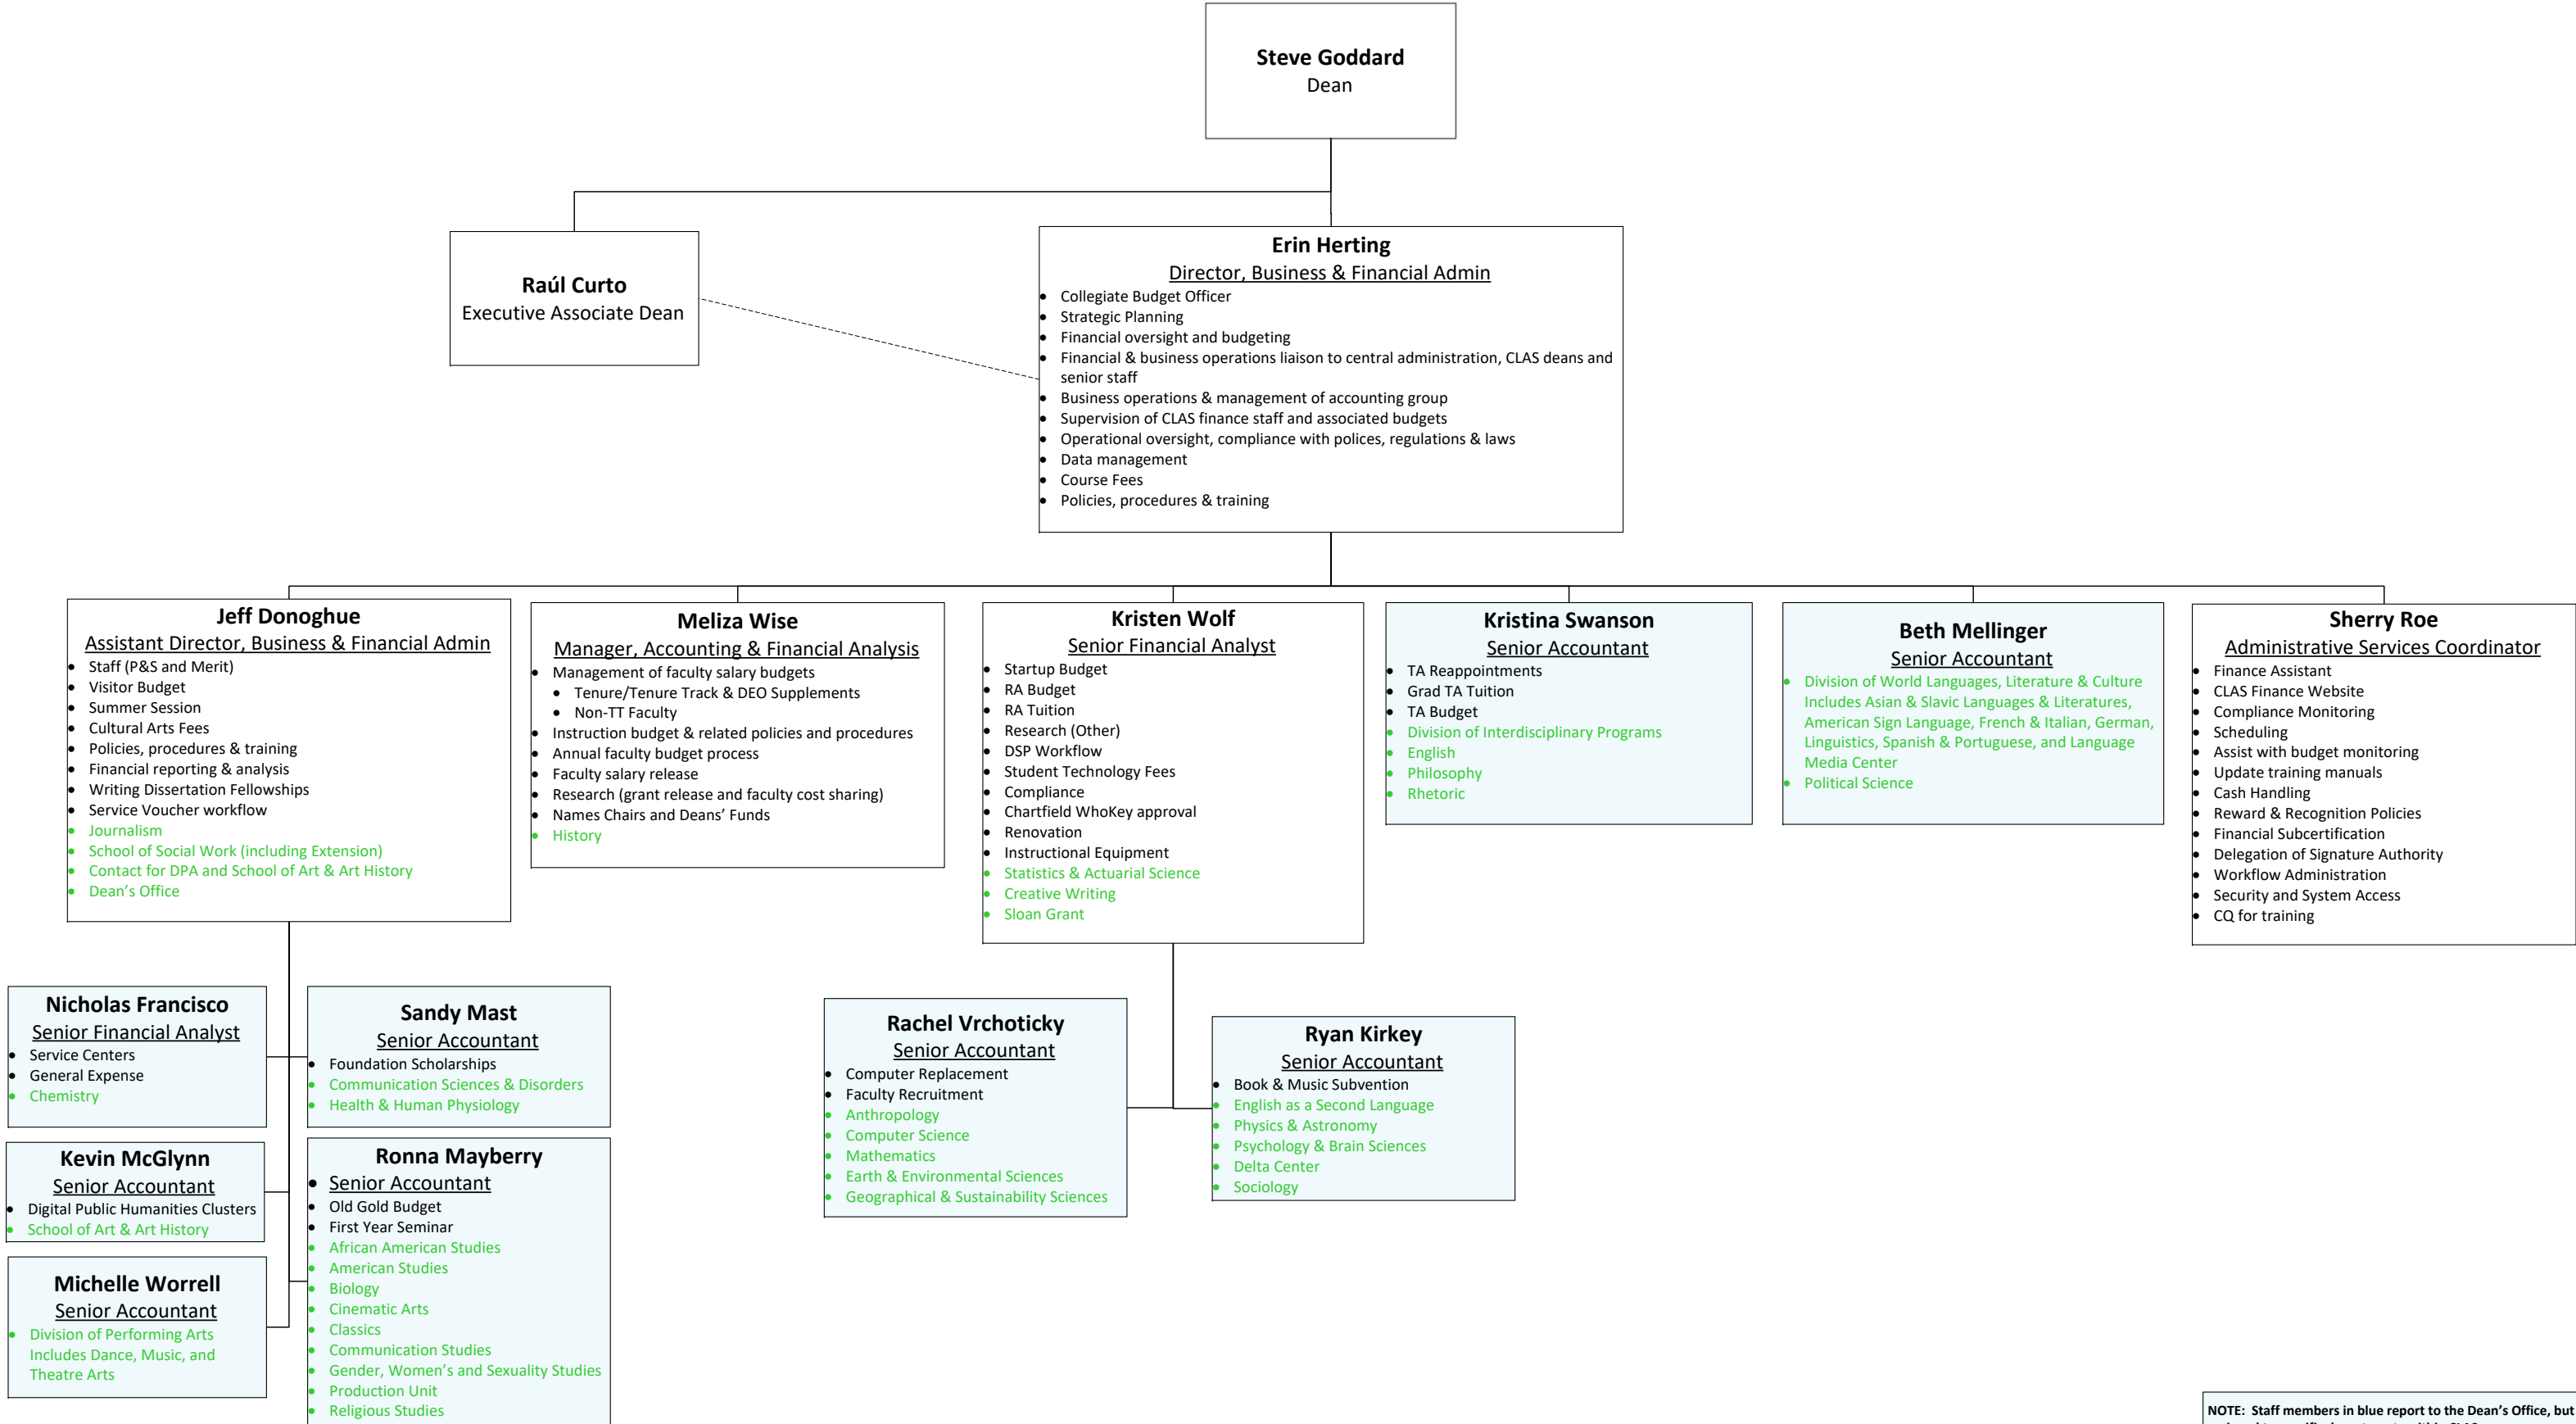 Steve Goddard
Dean
Raúl Curto
Executive Associate Dean
Erin Herting
Director, Business & Financial Admin
• Collegiate Budget Officer
• Strategic Planning
• Financial oversight and budgeting
• Financial & business operations liaison to central administration, CLAS deans and
senior staff
• Business operations & management of accounting group
• Supervision of CLAS finance staff and associated budgets
• Operational oversight, compliance with polices, regulations & laws
• Data management
• Course Fees
• Policies, procedures & training
Jeff Donoghue
Assistant Director, Business & Financial Admin
• Staff (P&S and Merit)
• Visitor Budget
• Summer Session
• Cultural Arts Fees
• Policies, procedures & training
• Financial reporting & analysis
• Writing Dissertation Fellowships
• Service Voucher workflow
• Journalism
• School of Social Work (including Extension)
• Contact for DPA and School of Art & Art History
• Dean's Office
Meliza Wise
Manager, Accounting & Financial Analysis
• Management of faculty salary budgets
• Tenure/Tenure Track & DEO Supplements
• Non-TT Faculty
• Instruction budget & related policies and procedures
• Annual faculty budget process
• Faculty salary release
• Research (grant release and faculty cost sharing)
• Names Chairs and Deans' Funds
• History
Kristen Wolf
Senior Financial Analyst
• Startup Budget
• RA Budget
• RA Tuition
• Research (Other)
• DSP Workflow
• Student Technology Fees
• Compliance
• Chartfield WhoKey approval
• Renovation
• Instructional Equipment
• Statistics & Actuarial Science
• Creative Writing
• Sloan Grant
Kristina Swanson
Senior Accountant
• TA Reappointments
• Grad TA Tuition
• TA Budget
• Division of Interdisciplinary Programs
• English
• Philosophy
• Rhetoric
Beth Mellinger
Senior Accountant
• Division of World Languages, Literature & Culture
Includes Asian & Slavic Languages & Literatures,
American Sign Language, French & Italian, German,
Linguistics, Spanish & Portuguese, and Language
Media Center
• Political Science
Sherry Roe
Administrative Services Coordinator
• Finance Assistant
• CLAS Finance Website
• Compliance Monitoring
• Scheduling
• Assist with budget monitoring
• Update training manuals
• Cash Handling
• Reward & Recognition Policies
• Financial Subcertification
• Delegation of Signature Authority
• Workflow Administration
• Security and System Access
• CQ for training
Nicholas Francisco
Senior Financial Analyst
• Service Centers
• General Expense
• Chemistry
Sandy Mast
Senior Accountant
• Foundation Scholarships
• Communication Sciences & Disorders
• Health & Human Physiology
Kevin McGlynn
Senior Accountant
• Digital Public Humanities Clusters
• School of Art & Art History
Ronna Mayberry
• Senior Accountant
• Old Gold Budget
• First Year Seminar
• African American Studies
• American Studies
• Biology
• Cinematic Arts
• Classics
• Communication Studies
• Gender, Women's and Sexuality Studies
• Production Unit
• Religious Studies
Michelle Worrell
Senior Accountant
• Division of Performing Arts
Includes Dance, Music, and
Theatre Arts
Rachel Vrchoticky
Senior Accountant
• Computer Replacement
• Faculty Recruitment
• Anthropology
• Computer Science
• Mathematics
• Earth & Environmental Sciences
• Geographical & Sustainability Sciences
Ryan Kirkey
Senior Accountant
• Book & Music Subvention
• English as a Second Language
• Physics & Astronomy
• Psychology & Brain Sciences
• Delta Center
• Sociology
NOTE: Staff members in blue report to the Dean's Office, but